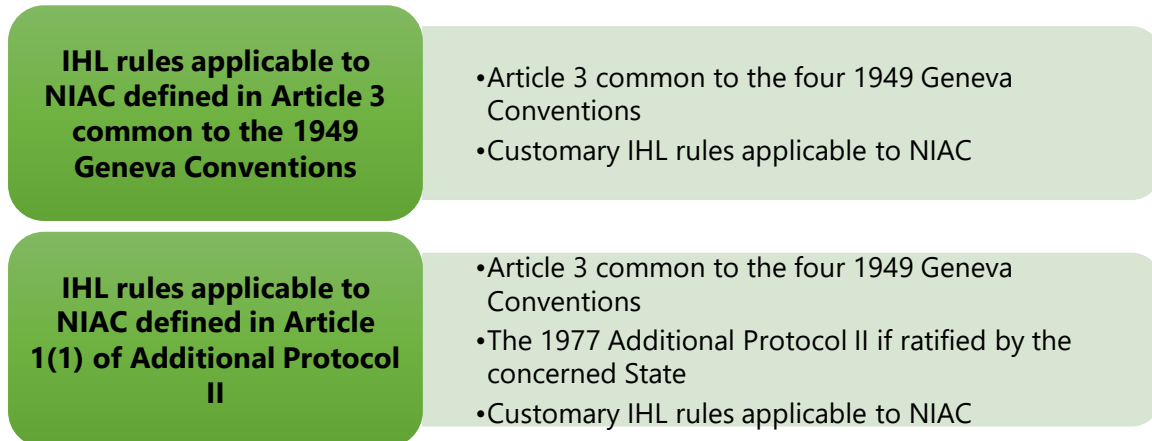 IHL rules applicable to
NIAC defined in Article 3
common to the 1949
Geneva Conventions
•Article 3 common to the four 1949 Geneva
Conventions
•Customary IHL rules applicable to NIAC
IHL rules applicable to
NIAC defined in Article
1(1) of Additional Protocol
II
•Article 3 common to the four 1949 Geneva
Conventions
•The 1977 Additional Protocol II if ratified by the
concerned State
•Customary IHL rules applicable to NIAC